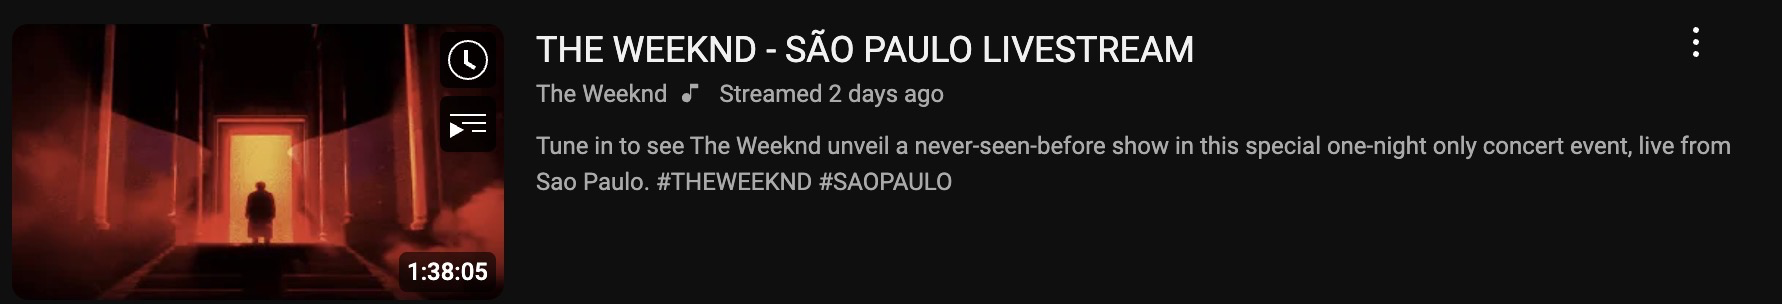 THE WEEKND - SÃO PAULO LIVESTREAM
The Weeknd Streamed 2 days ago
Tune in to see The Weeknd unveil a never-seen-before show in this special one-night only concert event, live from
Sao Paulo. #THEWEEKND #SAOPAULO
1:38:05